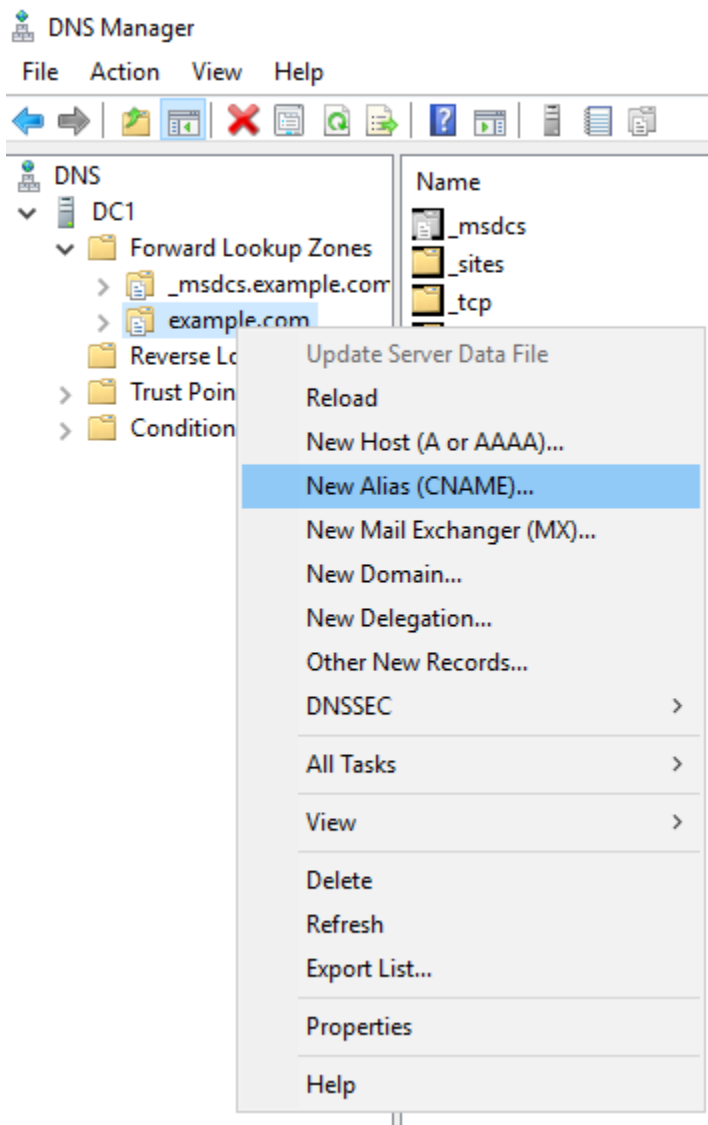 DNS Manager
File Action View Help
DNS
DC1
Forward Lookup Zones
_msdcs.example.com
example.com
Reverse Lo
Trust Poin
Condition
Name
_msdcs
_sites
_tcp
Update Server Data File
Reload
New Host (A or AAAA)...
New Alias (CNAME)...
New Mail Exchanger (MX)...
New Domain...
New Delegation...
Other New Records...
DNSSEC
All Tasks
View
Delete
Refresh
Export List...
Properties
Help